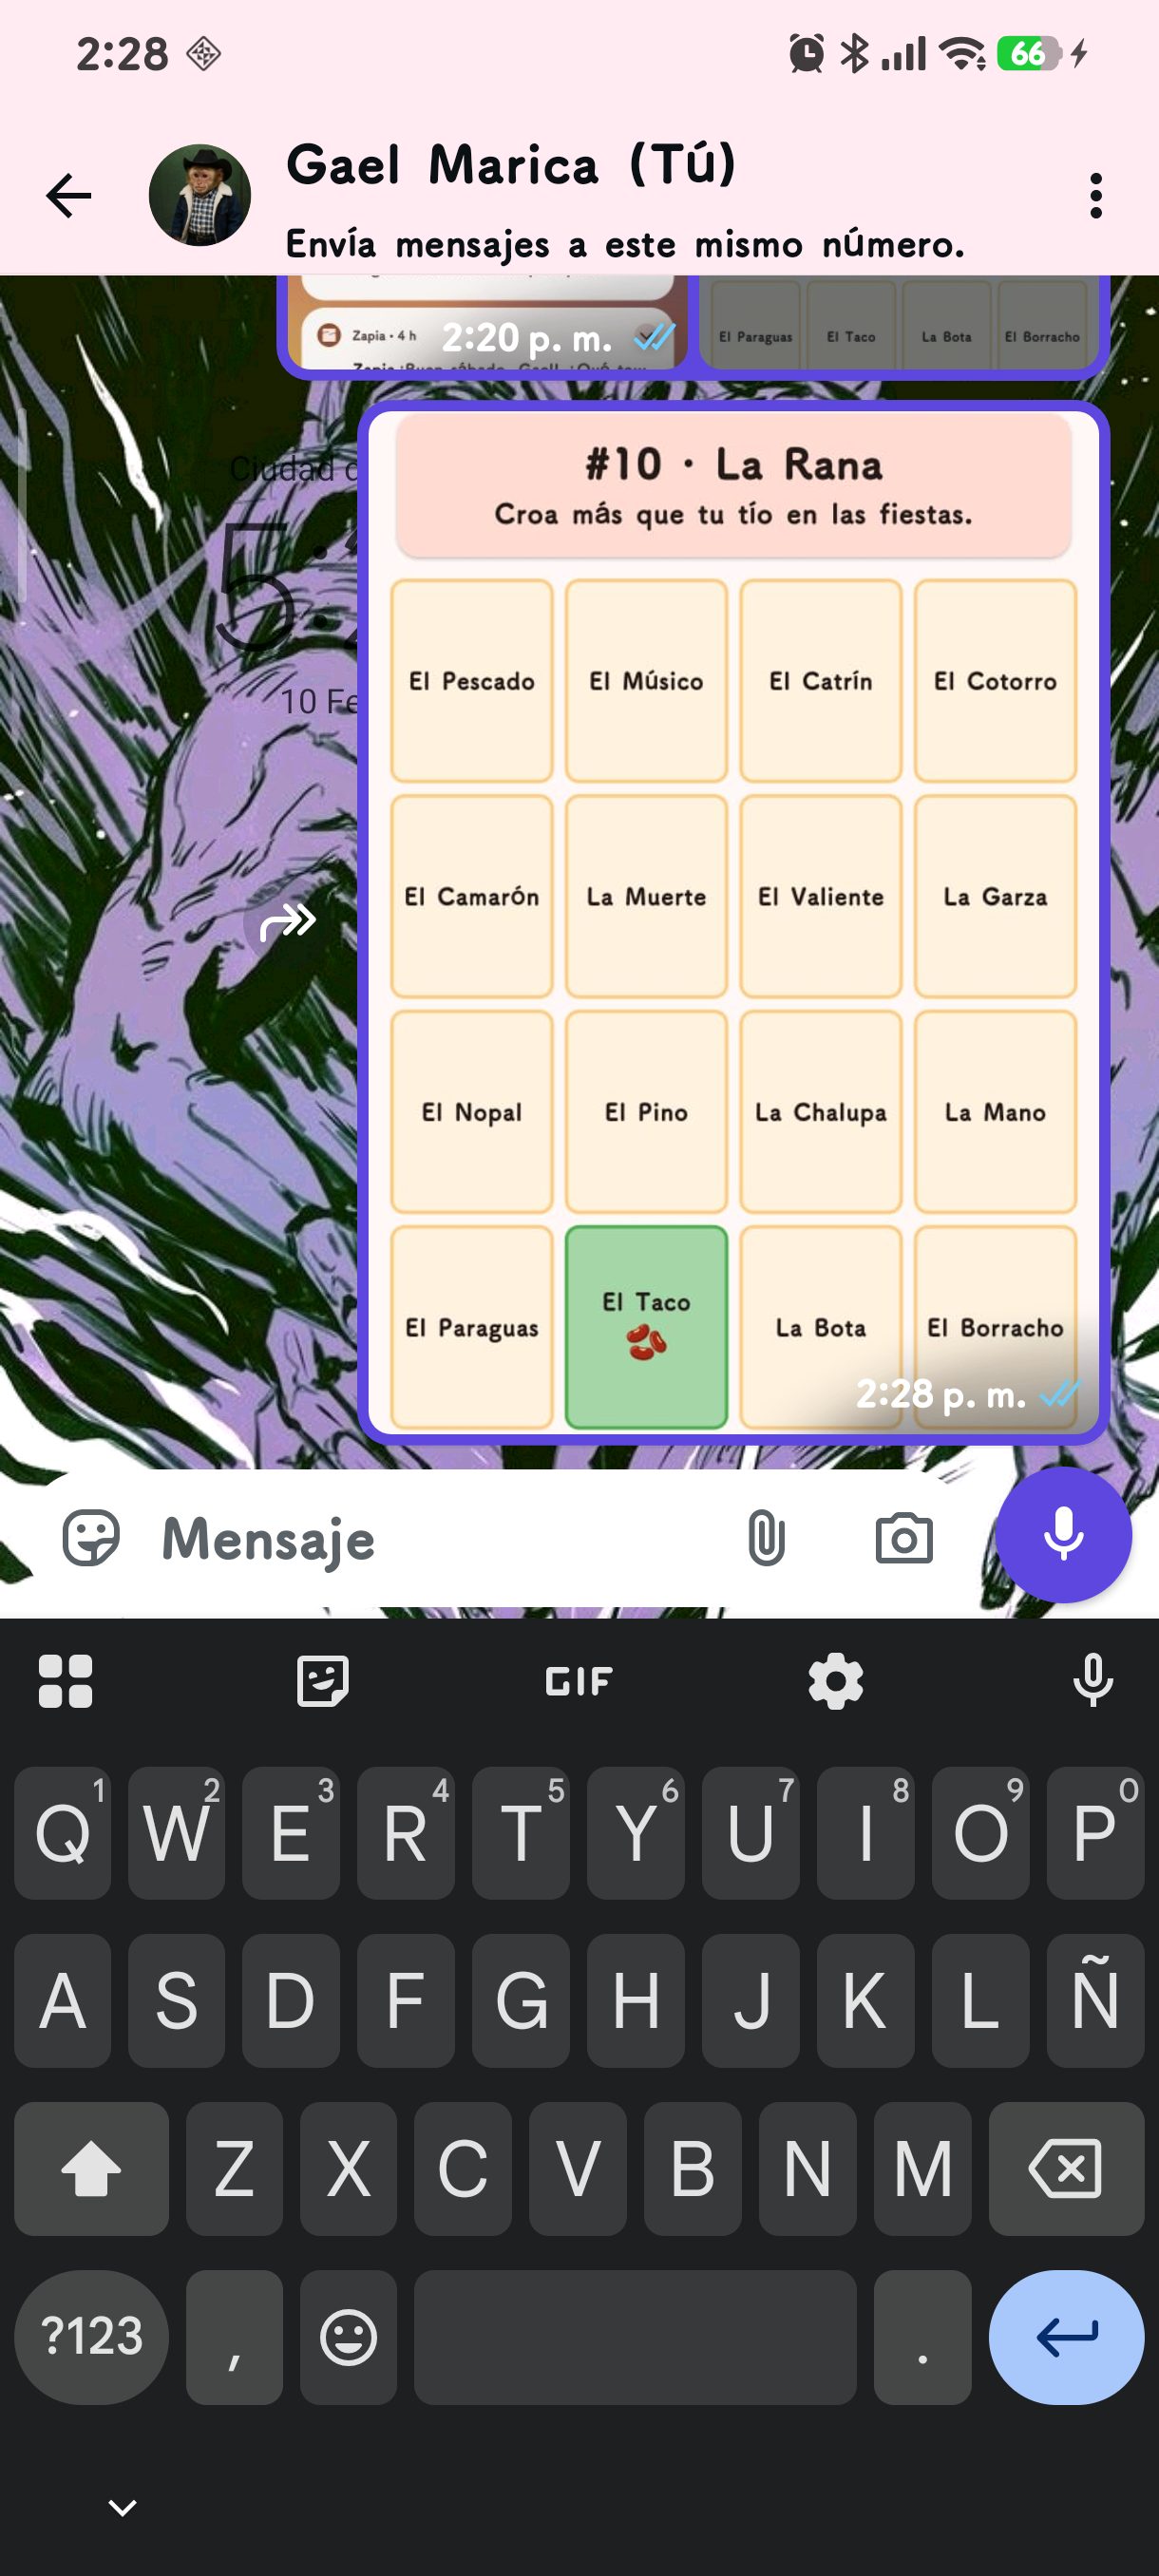 2:28
66
Gael Marica (Tú)
Envía mensajes a este mismo número.
Zapia • 4 h
2:20 p. m.
El Paraguas
El Taco
La Bota
El Borracho
Ciudad
10 Fe
#10 · La Rana
Croa más que tu tío en las fiestas.
El Pescado
El Músico
El Catrín
El Cotorro
El Camarón
La Muerte
El Valiente
La Garza
El Nopal
El Pino
La Chalupa
La Mano
El Paraguas
El Taco
La Bota
El Borracho
2:28 p. m.
Mensaje
GIF
Q1 W2 E3 R4 T5 Y6 U7 I8 O9 P0
A S D F G H J K L Ñ
Z X C V B N M
?123 , .